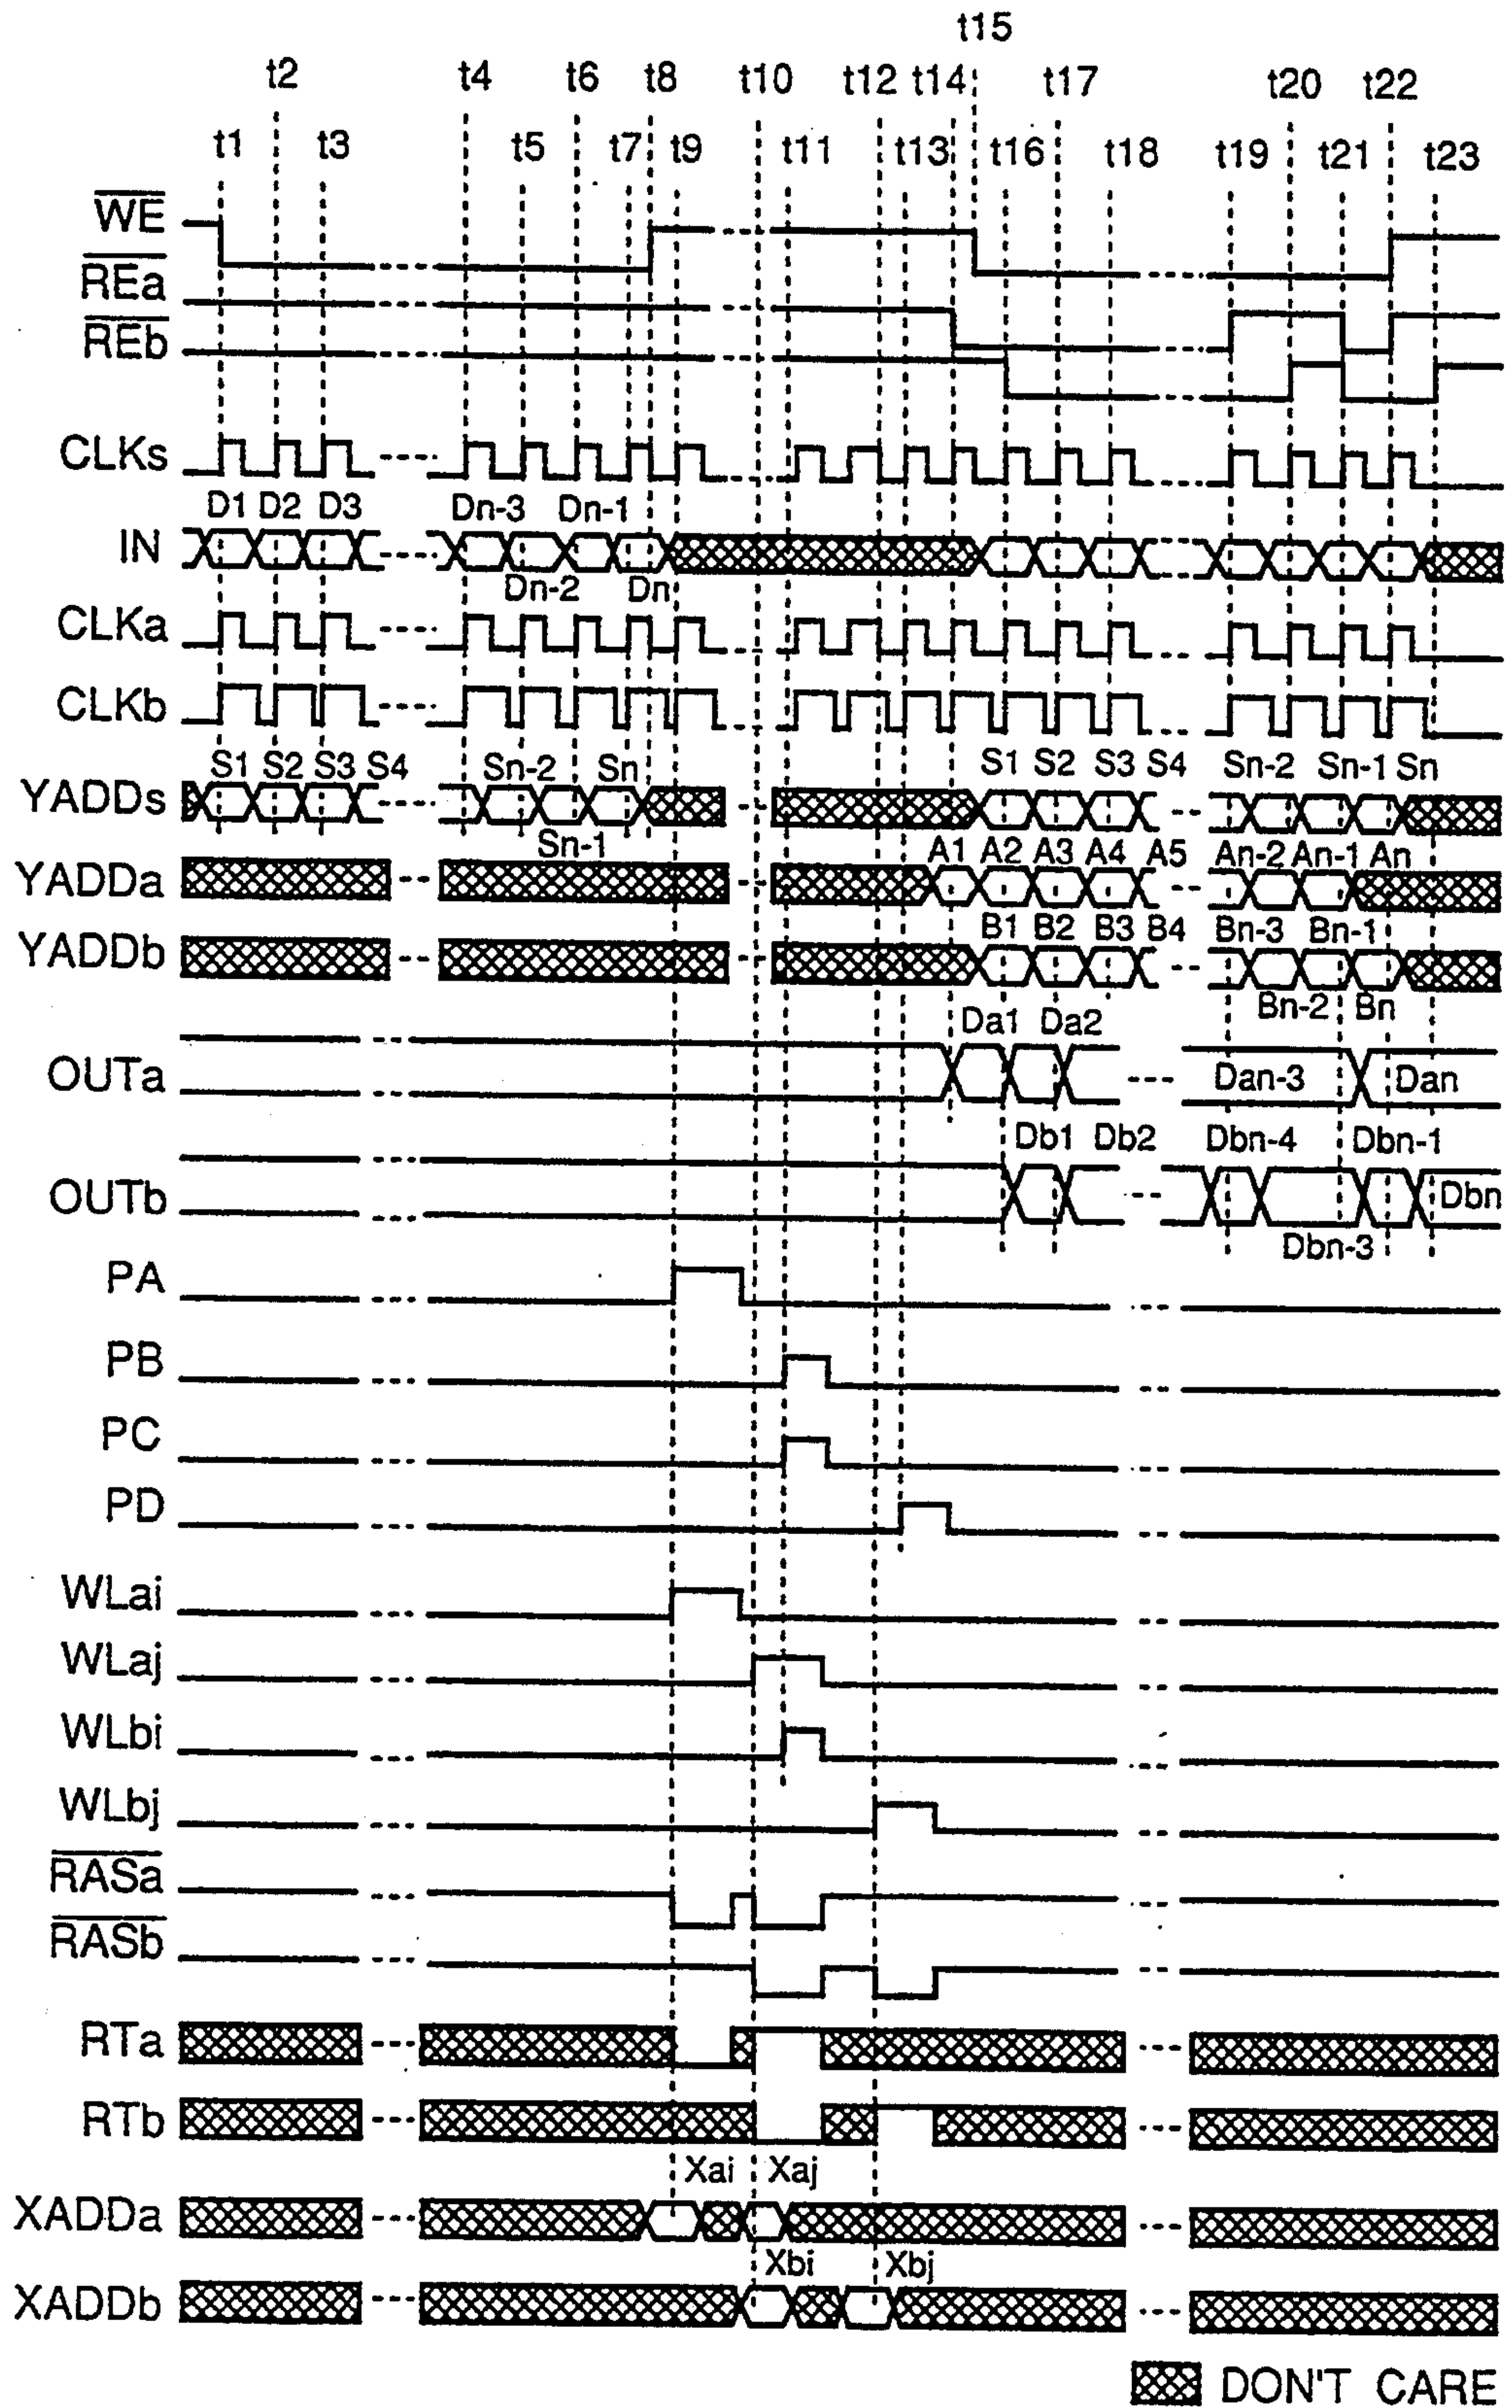 t15
t2 t4 t6 t8 t10 t12 t14 t17 t20 t22
t1 t3 t5 t7 t9 t11 t13 t16 t18 t19 t21 t23
WE
REa
REb
CLKs
D1 D2 D3 Dn-3 Dn-1
IN
Dn-2 Dn
CLKa
CLKb
S1 S2 S3 S4 Sn-2 Sn S1 S2 S3 S4 Sn-2 Sn-1 Sn
YADDs
Sn-1 A1 A2 A3 A4 A5 An-2 An-1 An
YADDa
B1 B2 B3 B4 Bn-3 Bn-1
YADDb
Bn-2 Bn
Da1 Da2
OUTa Dan-3 Dan
Db1 Db2 Dbn-4 Dbn-1
OUTb Dbn
Dbn-3
PA
PB
PC
PD
WLai
WLaj
WLbi
WLbj
RASa
RASb
RTa
RTb
Xai Xaj
XADDa
Xbi Xbj
XADDb
DON'T CARE